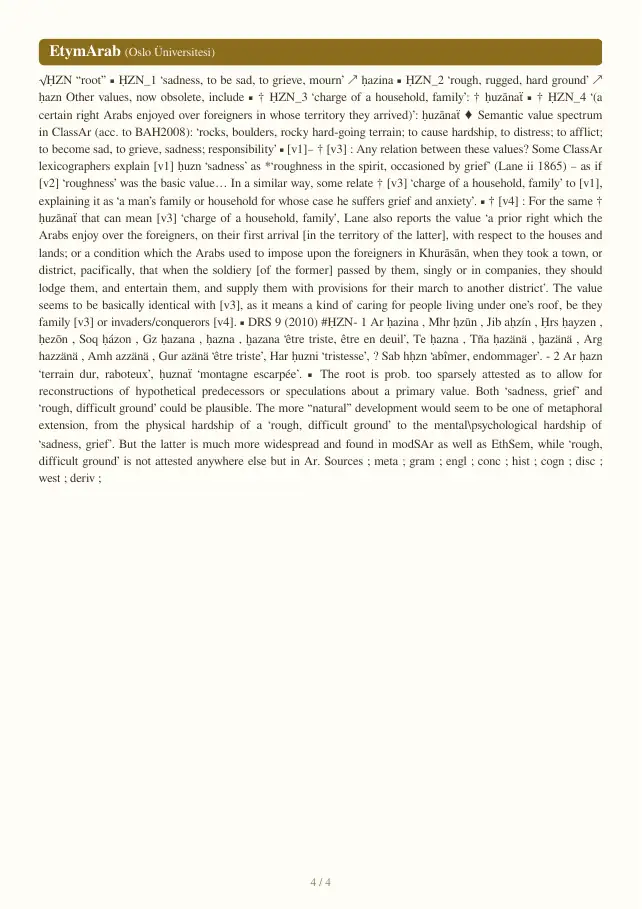 EtymArab (Oslo Üniversitesi)
√ḤZN “root” ▪ ḤZN_1 ‘sadness, to be sad, to grieve, mourn’ ↗ ḥazina ▪ ḤZN_2 ‘rough, rugged, hard ground’ ↗
ḥazn Other values, now obsolete, include ▪ † ḤZN_3 ‘charge of a household, family’: † ḥuzānaẗ ▪ † ḤZN_4 ‘(a
certain right Arabs enjoyed over foreigners in whose territory they arrived)’: ḥuzānaẗ ♦ Semantic value spectrum
in ClassAr (acc. to BAH2008): ‘rocks, boulders, rocky hard-going terrain; to cause hardship, to distress; to afflict;
to become sad, to grieve, sadness; responsibility’ ▪ [v1]– † [v3] : Any relation between these values? Some ClassAr
lexicographers explain [v1] ḥuzn ‘sadness’ as *‘roughness in the spirit, occasioned by grief’ (Lane ii 1865) – as if
[v2] ‘roughness’ was the basic value… In a similar way, some relate † [v3] ‘charge of a household, family’ to [v1],
explaining it as ‘a man’s family or household for whose case he suffers grief and anxiety’. ▪ † [v4] : For the same †
ḥuzānaẗ that can mean [v3] ‘charge of a household, family’, Lane also reports the value ‘a prior right which the
Arabs enjoy over the foreigners, on their first arrival [in the territory of the latter], with respect to the houses and
lands; or a condition which the Arabs used to impose upon the foreigners in Khurāsān, when they took a town, or
district, pacifically, that when the soldiery [of the former] passed by them, singly or in companies, they should
lodge them, and entertain them, and supply them with provisions for their march to another district’. The value
seems to be basically identical with [v3], as it means a kind of caring for people living under one’s roof, be they
family [v3] or invaders/conquerors [v4]. ▪ DRS 9 (2010) #ḤZN- 1 Ar ḥazina , Mhr ḥzūn , Jib aḥzín , Ḥrs ḥayzen ,
ḥezōn , Soq ḥázon , Gz ḥazana , ḥazna , ḫazana ‘être triste, être en deuil’, Te ḥazna , Tña ḥazänä , ḫazänä , Arg
hazzänä , Amh azzänä , Gur azänä ‘être triste’, Har ḥuzni ‘tristesse’, ? Sab hḥzn ‘abîmer, endommager’. - 2 Ar ḥazn
‘terrain dur, raboteux’, ḥuznaẗ ‘montagne escarpée’. ▪ The root is prob. too sparsely attested as to allow for
reconstructions of hypothetical predecessors or speculations about a primary value. Both ‘sadness, grief’ and
‘rough, difficult ground’ could be plausible. The more “natural” development would seem to be one of metaphoral
extension, from the physical hardship of a ‘rough, difficult ground’ to the mental\psychological hardship of
‘sadness, grief’. But the latter is much more widespread and found in modSAr as well as EthSem, while ‘rough,
difficult ground’ is not attested anywhere else but in Ar. Sources ; meta ; gram ; engl ; conc ; hist ; cogn ; disc ;
west ; deriv ;
4 / 4